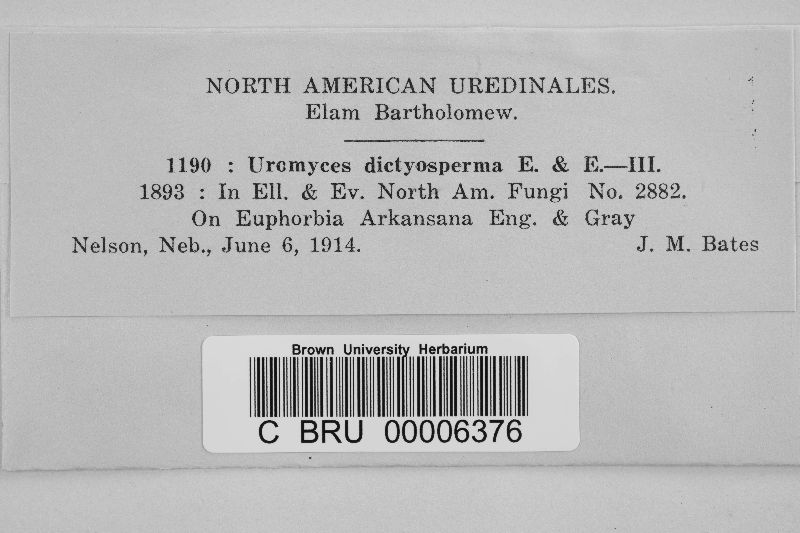 NORTH AMERICAN UREDINALES.
Elam Bartholomew.
1190 : Uromyces dictyosperma E. & E.—III.
1893 : In Ell. & Ev. North Am. Fungi No. 2882.
On Euphorbia Arkansana Eng. & Gray
Nelson, Neb., June 6, 1914. J. M. Bates
Brown University Herbarium
C BRU 00006376